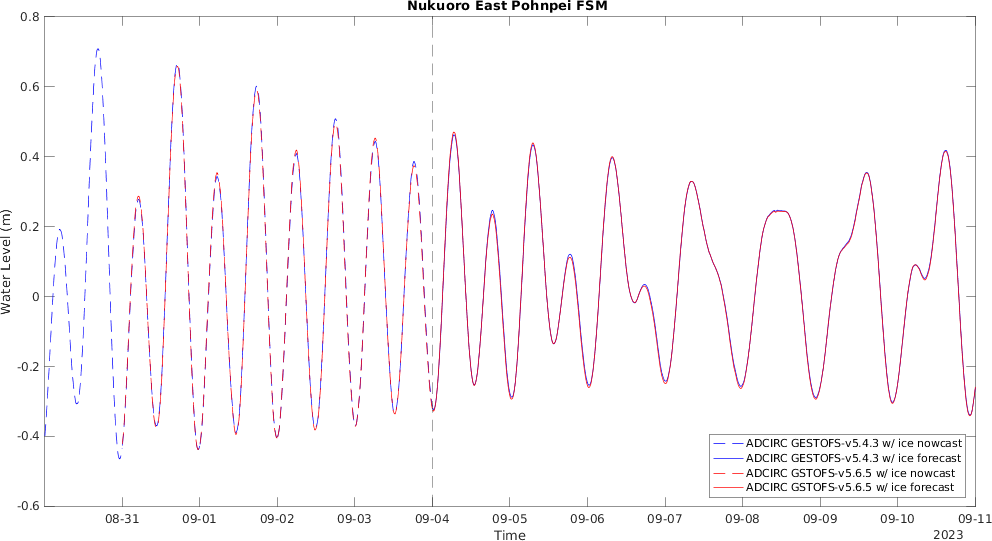 Nukuoro East Pohnpei FSM
0.8
0.6
0.4
0.2
0
-0.2
-0.4
-0.6
Water Level (m)
ADCIRC GESTOFS-v5.4.3 w/ ice nowcast
ADCIRC GESTOFS-v5.4.3 w/ ice forecast
ADCIRC GSTOFS-v5.6.5 w/ ice nowcast
ADCIRC GSTOFS-v5.6.5 w/ ice forecast
08-31 09-01 09-02 09-03 09-04 09-05 09-06 09-07 09-08 09-09 09-10 09-11
Time
2023